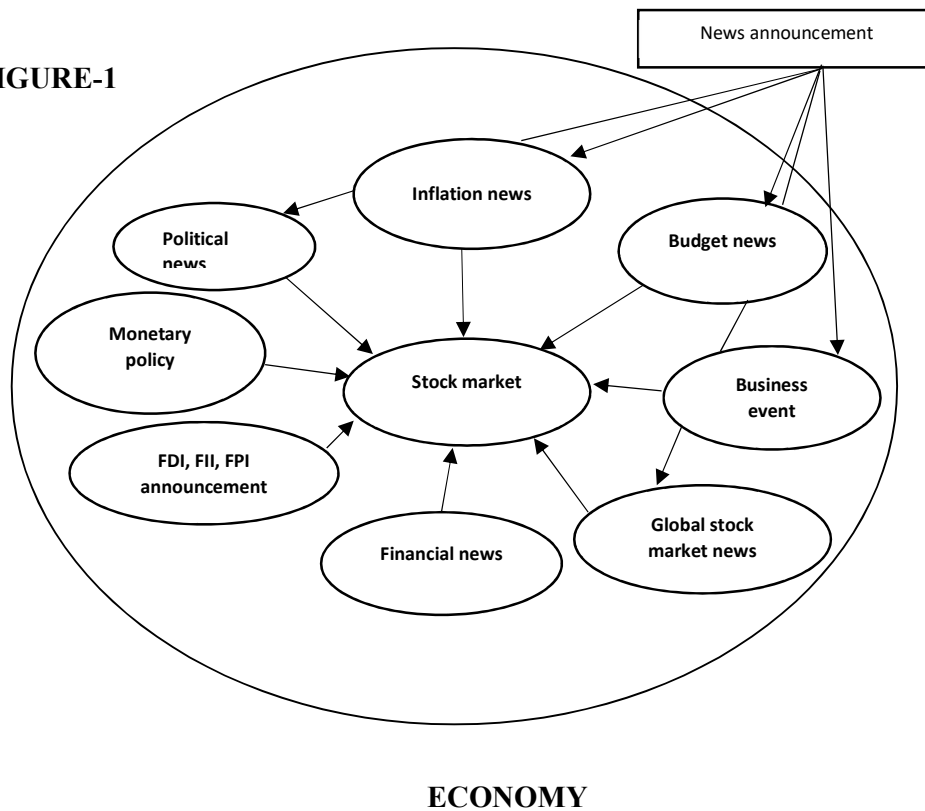 News announcement
IGURE-1
Inflation news
Political
news
Budget news
Monetary
policy
Stock market
Business
event
FDI, FII, FPI
announcement
Global stock
market news
Financial news
ECONOMY